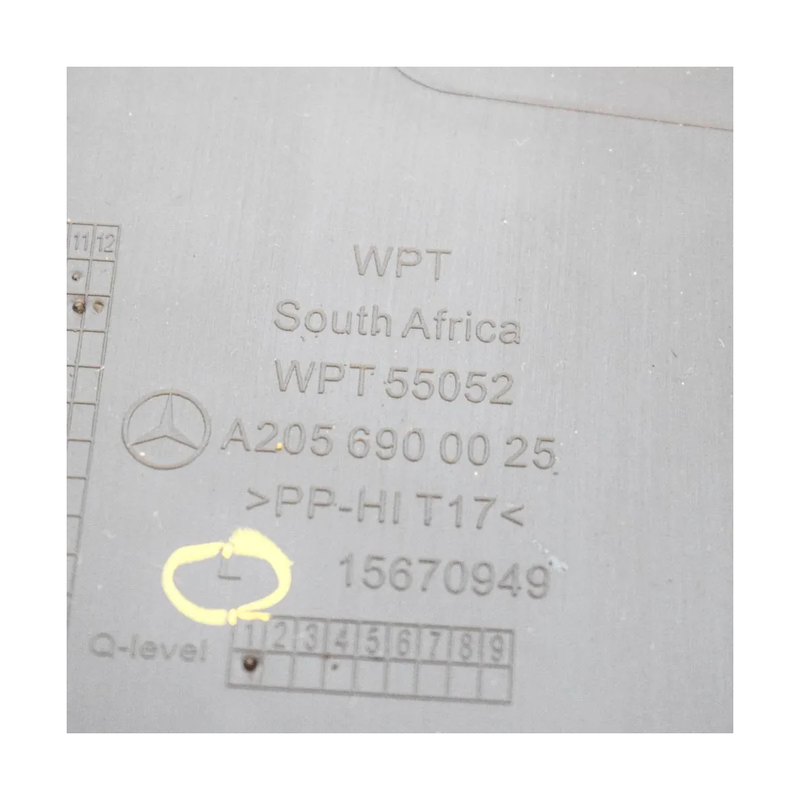 11 12
WPT
South Africa
WPT 55052
A205 690 00 25
>PP-HI T17<
L 15670949
Q-level 1 2 3 4 5 6 7 8 9